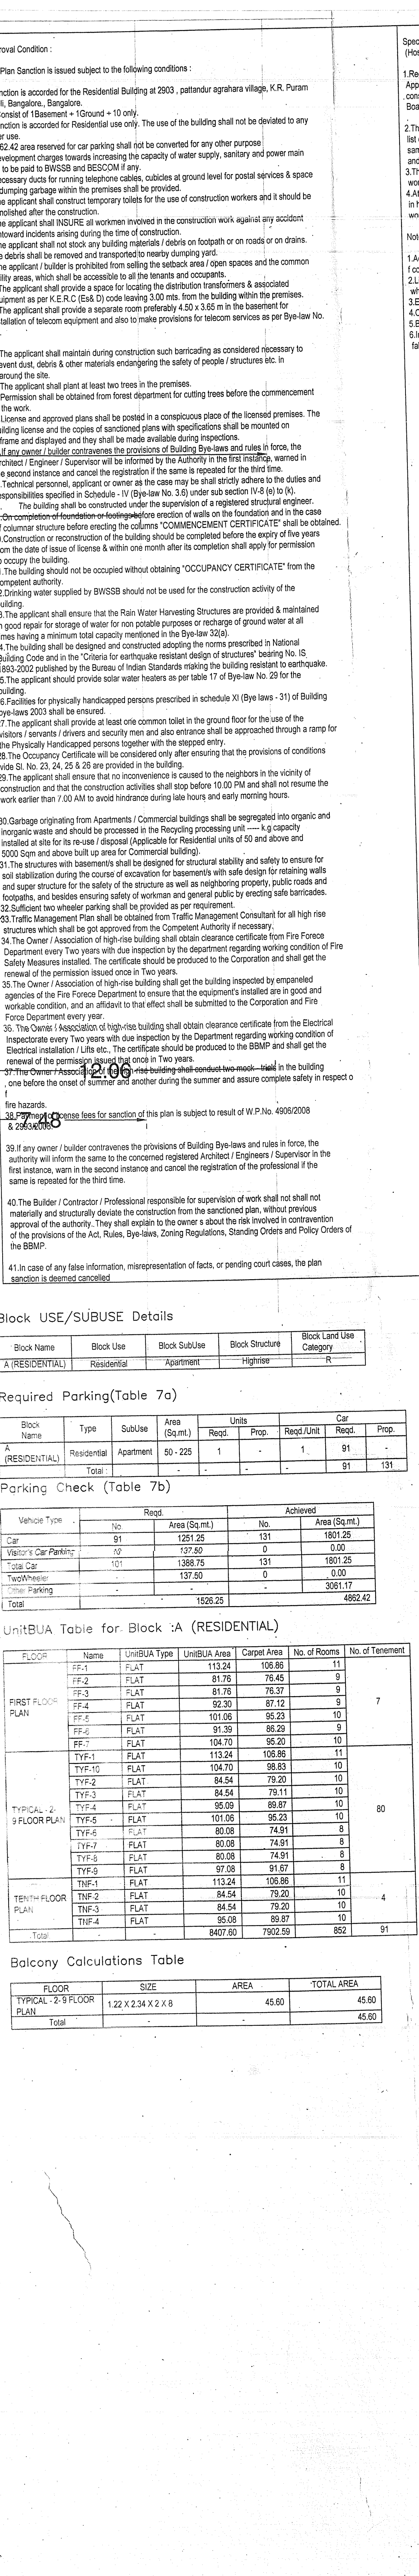 roval Condition :
Plan Sanction is issued subject to the following conditions :
nction is accorded for the Residential Building at 2903 , pattandur agrahara village, K.R. Puram
li, Bangalore., Bangalore.
onsist of 1Basement + 1Ground + 10 only.
nction is accorded for Residential use only. The use of the building shall not be deviated to any
er use.
62.42 area reserved for car parking shall not be converted for any other purpose
evelopment charges towards increasing the capacity of water supply, sanitary and power main
to be paid to BWSSB and BESCOM if any.
ecessary ducts for running telephone cables, cubicles at ground level for postal services & space
dumping garbage within the premises shall be provided.
he applicant shall construct temporary toilets for the use of construction workers and it should be
molished after the construction.
he applicant shall INSURE all workmen involved in the construction work against any accident
ntoward incidents arising during the time of construction.
he applicant shall not stock any building materials / debris on footpath or on roads or on drains.
e debris shall be removed and transported to nearby dumping yard.
he applicant / builder is prohibited from selling the setback area / open spaces and the common
ility areas, which shall be accessible to all the tenants and occupants.
The applicant shall provide a space for locating the distribution transformers & associated
uipment as per K.E.R.C (Es& D) code leaving 3.00 mts. from the building within the premises.
The applicant shall provide a separate room preferably 4.50 x 3.65 m in the basement for
stallation of telecom equipment and also to make provisions for telecom services as per Bye-law No.
The applicant shall maintain during construction such barricading as considered necessary to
event dust, debris & other materials endangering the safety of people / structures etc. in
around the site.
The applicant shall plant at least two trees in the premises.
Permission shall be obtained from forest department for cutting trees before the commencement
the work.
License and approved plans shall be posted in a conspicuous place of the licensed premises. The
uilding license and the copies of sanctioned plans with specifications shall be mounted on
frame and displayed and they shall be made available during inspections.
.If any owner / builder contravenes the provisions of Building Bye-laws and rules in force, the
rchitect / Engineer / Supervisor will be informed by the Authority in the first instance, warned in
e second instance and cancel the registration if the same is repeated for the third time.
.Technical personnel, applicant or owner as the case may be shall strictly adhere to the duties and
esponsibilities specified in Schedule - IV (Bye-law No. 3.6) under sub section IV-8 (e) to (k).
. The building shall be constructed under the supervision of a registered structural engineer.
.On completion of foundation or footings before erection of walls on the foundation and in the case
f columnar structure before erecting the columns "COMMENCEMENT CERTIFICATE" shall be obtained.
.Construction or reconstruction of the building should be completed before the expiry of five years
om the date of issue of license & within one month after its completion shall apply for permission
o occupy the building.
1.The building should not be occupied without obtaining "OCCUPANCY CERTIFICATE" from the
ompetent authority.
2.Drinking water supplied by BWSSB should not be used for the construction activity of the
uilding.
3.The applicant shall ensure that the Rain Water Harvesting Structures are provided & maintained
n good repair for storage of water for non potable purposes or recharge of ground water at all
mes having a minimum total capacity mentioned in the Bye-law 32(a).
4.The building shall be designed and constructed adopting the norms prescribed in National
Building Code and in the "Criteria for earthquake resistant design of structures" bearing No. IS
1893-2002 published by the Bureau of Indian Standards making the building resistant to earthquake.
5.The applicant should provide solar water heaters as per table 17 of Bye-law No. 29 for the
building.
6.Facilities for physically handicapped persons prescribed in schedule XI (Bye laws - 31) of Building
bye-laws 2003 shall be ensured.
27.The applicant shall provide at least one common toilet in the ground floor for the use of the
visitors / servants / drivers and security men and also entrance shall be approached through a ramp for
the Physically Handicapped persons together with the stepped entry.
28.The Occupancy Certificate will be considered only after ensuring that the provisions of conditions
vide Sl. No. 23, 24, 25 & 26 are provided in the building.
29.The applicant shall ensure that no inconvenience is caused to the neighbors in the vicinity of
construction and that the construction activities shall stop before 10.00 PM and shall not resume the
work earlier than 7.00 AM to avoid hindrance during late hours and early morning hours.
30.Garbage originating from Apartments / Commercial buildings shall be segregated into organic and
inorganic waste and should be processed in the Recycling processing unit ----- k.g capacity
installed at site for its re-use / disposal (Applicable for Residential units of 50 and above and
5000 Sqm and above built up area for Commercial building).
31.The structures with basement/s shall be designed for structural stability and safety to ensure for
soil stabilization during the course of excavation for basement/s with safe design for retaining walls
and super structure for the safety of the structure as well as neighboring property, public roads and
footpaths, and besides ensuring safety of workman and general public by erecting safe barricades.
32.Sufficient two wheeler parking shall be provided as per requirement.
33.Traffic Management Plan shall be obtained from Traffic Management Consultant for all high rise
structures which shall be got approved from the Competent Authority if necessary.
34.The Owner / Association of high-rise building shall obtain clearance certificate from Fire Forece
Department every Two years with due inspection by the department regarding working condition of Fire
Safety Measures installed. The certificate should be produced to the Corporation and shall get the
renewal of the permission issued once in Two years.
35.The Owner / Association of high-rise building shall get the building inspected by empaneled
agencies of the Fire Forece Department to ensure that the equipment's installed are in good and
workable condition, and an affidavit to that effect shall be submitted to the Corporation and Fire
Force Department every year.
36. The Owner / Association of high-rise building shall obtain clearance certificate from the Electrical
Inspectorate every Two years with due inspection by the Department regarding working condition of
Electrical installation / Lifts etc., The certificate should be produced to the BBMP and shall get the
renewal of the permission issued that once in Two years.
37.The Owner / Association of high-rise building shall conduct two mock - trials in the building
12.06
, one before the onset of summer and another during the summer and assure complete safety in respect o
f
fire hazards.
38.Payment of license fees for sanction of this plan is subject to result of W.P.No. 4906/2008
7.48
& 2993/2008.
39.If any owner / builder contravenes the provisions of Building Bye-laws and rules in force, the
authority will inform the same to the concerned registered Architect / Engineers / Supervisor in the
first instance, warn in the second instance and cancel the registration of the professional if the
same is repeated for the third time.
40.The Builder / Contractor / Professional responsible for supervision of work shall not shall not
materially and structurally deviate the construction from the sanctioned plan, without previous
approval of the authority. They shall explain to the owner s about the risk involved in contravention
of the provisions of the Act, Rules, Bye-laws, Zoning Regulations, Standing Orders and Policy Orders of
the BBMP.
41.In case of any false information, misrepresentation of facts, or pending court cases, the plan
sanction is deemed cancelled
Spec
(Hos
1.Re
App
cons
Boa
2.Th
list
san
and
3.Th
wo
4.At
in h
wo
Not
1.Ac
f co
2.Li
wh
3.E
4.C
5.B
6.In
fal
Block USE/SUBUSE Details
Block Name Block Use Block SubUse Block Structure Block Land Use Category
A (RESIDENTIAL) Residential Apartment Highrise R
Required Parking(Table 7a)
Block Name Type SubUse Area (Sq.mt.) Units Car
Reqd. Prop. Reqd./Unit Reqd. Prop.
A (RESIDENTIAL) Residential Apartment 50 - 225 1 - 1 91 -
Total : - - - - 91 131
Parking Check (Table 7b)
Vehicle Type Reqd. Achieved
No. Area (Sq.mt.) No. Area (Sq.mt.)
Car 91 1251.25 131 1801.25
Visitor's Car Parking 10 137.50 0 0.00
Total Car 101 1388.75 131 1801.25
TwoWheeler - 137.50 0 0.00
Other Parking - - - 3061.17
Total 1526.25 4862.42
UnitBUA Table for Block :A (RESIDENTIAL)
FLOOR Name UnitBUA Type UnitBUA Area Carpet Area No. of Rooms No. of Tenement
FIRST FLOOR PLAN FF-1 FLAT 113.24 106.86 11 7
FF-2 FLAT 81.76 76.45 9
FF-3 FLAT 81.76 76.37 9
FF-4 FLAT 92.30 87.12 9
FF-5 FLAT 101.06 95.23 10
FF-6 FLAT 91.39 86.29 9
FF-7 FLAT 104.70 95.20 10
TYPICAL - 2- 9 FLOOR PLAN TYF-1 FLAT 113.24 106.86 11 80
TYF-10 FLAT 104.70 98.83 10
TYF-2 FLAT 84.54 79.20 10
TYF-3 FLAT 84.54 79.11 10
TYF-4 FLAT 95.09 89.87 10
TYF-5 FLAT 101.06 95.23 10
TYF-6 FLAT 80.08 74.91 8
TYF-7 FLAT 80.08 74.91 8
TYF-8 FLAT 80.08 74.91 8
TYF-9 FLAT 97.08 91.67 8
TENTH FLOOR PLAN TNF-1 FLAT 113.24 106.86 11 4
TNF-2 FLAT 84.54 79.20 10
TNF-3 FLAT 84.54 79.20 10
TNF-4 FLAT 95.08 89.87 10
Total - - 8407.60 7902.59 852 91
Balcony Calculations Table
FLOOR SIZE AREA TOTAL AREA
TYPICAL - 2- 9 FLOOR PLAN 1.22 X 2.34 X 2 X 8 45.60 45.60
Total - - 45.60